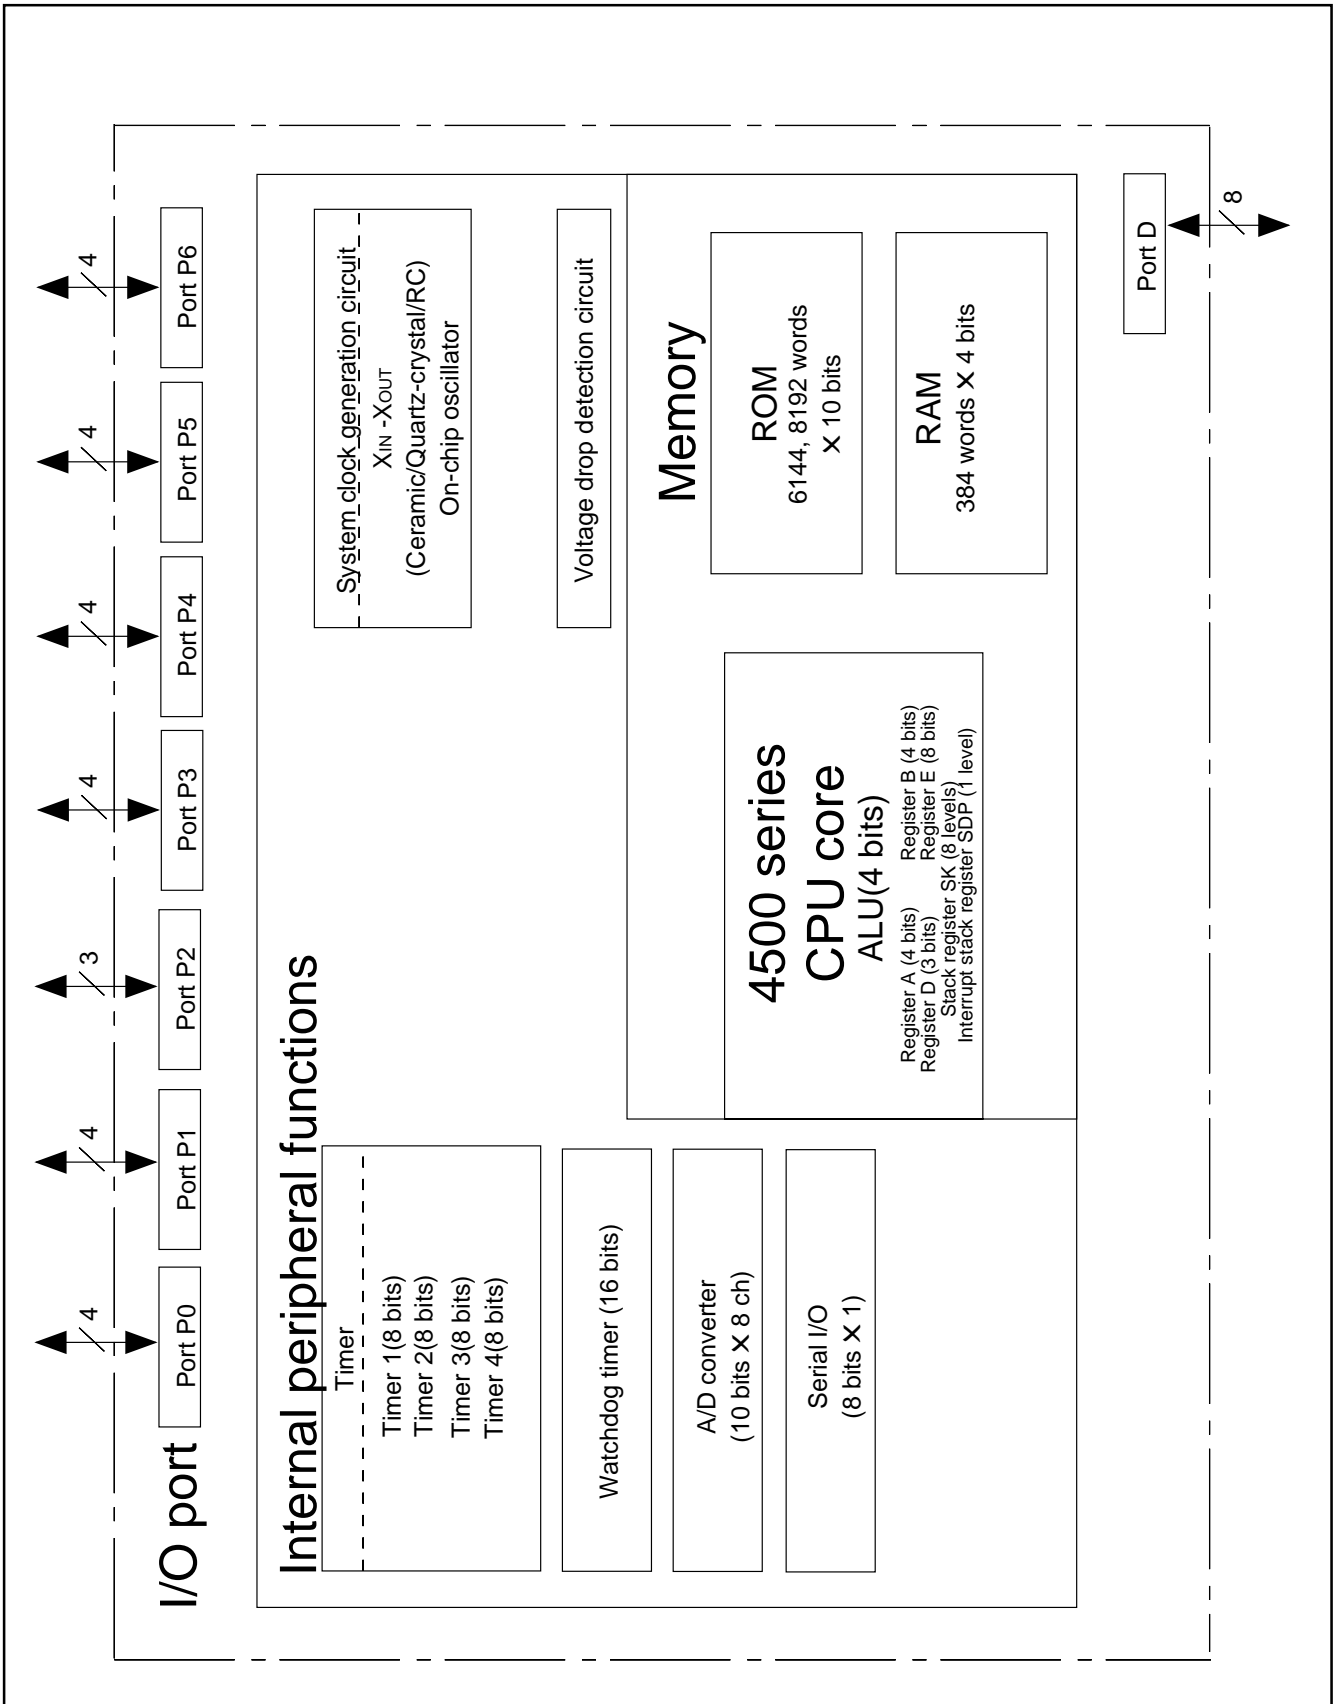 4
4
3
4
4
4
4
I/O port
Port P0
Port P1
Port P2
Port P3
Port P4
Port P5
Port P6
Internal peripheral functions
Timer
Timer 1(8 bits)
Timer 2(8 bits)
Timer 3(8 bits)
Timer 4(8 bits)
Watchdog timer (16 bits)
A/D converter
(10 bits × 8 ch)
Serial I/O
(8 bits × 1)
System clock generation circuit
XIN -XOUT
(Ceramic/Quartz-crystal/RC)
On-chip oscillator
Voltage drop detection circuit
4500 series
CPU core
ALU(4 bits)
Register A (4 bits) Register B (4 bits)
Register D (3 bits) Register E (8 bits)
Stack register SK (8 levels)
Interrupt stack register SDP (1 level)
Memory
ROM
6144, 8192 words
× 10 bits
RAM
384 words × 4 bits
Port D
8